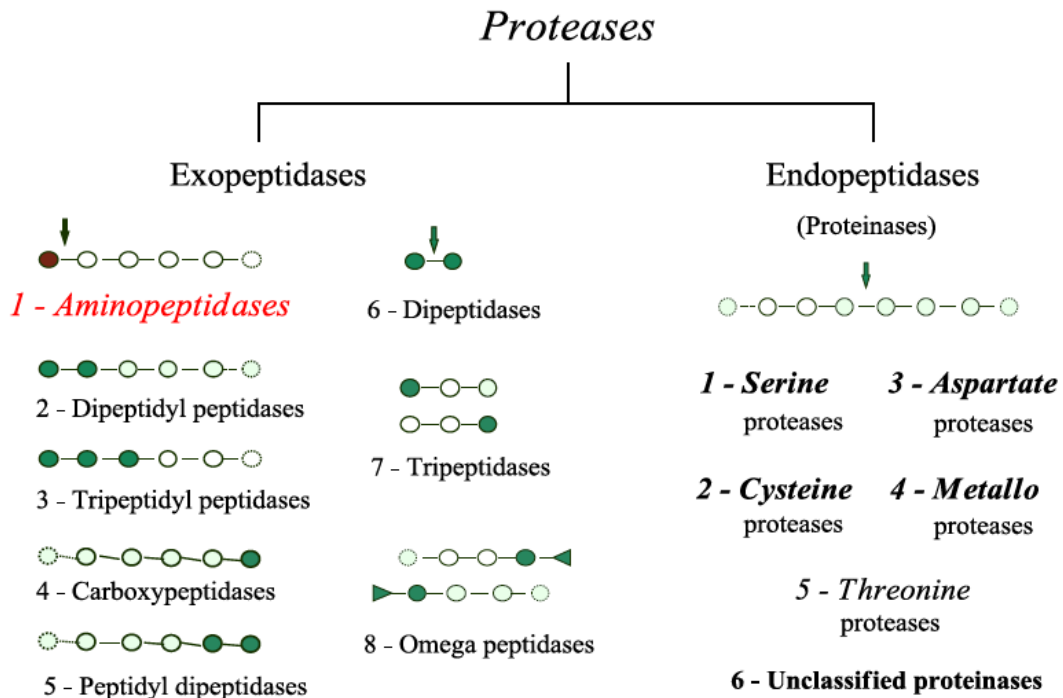 Proteases
Exopeptidases
1 - Aminopeptidases
2 - Dipeptidyl peptidases
3 - Tripeptidyl peptidases
4 - Carboxypeptidases
5 - Peptidyl dipeptidases
6 - Dipeptidases
7 - Tripeptidases
8 - Omega peptidases
Endopeptidases
(Proteinases)
1 - Serine
proteases
2 - Cysteine
proteases
3 - Aspartate
proteases
4 - Metallo
proteases
5 - Threonine
proteases
6 - Unclassified proteinases